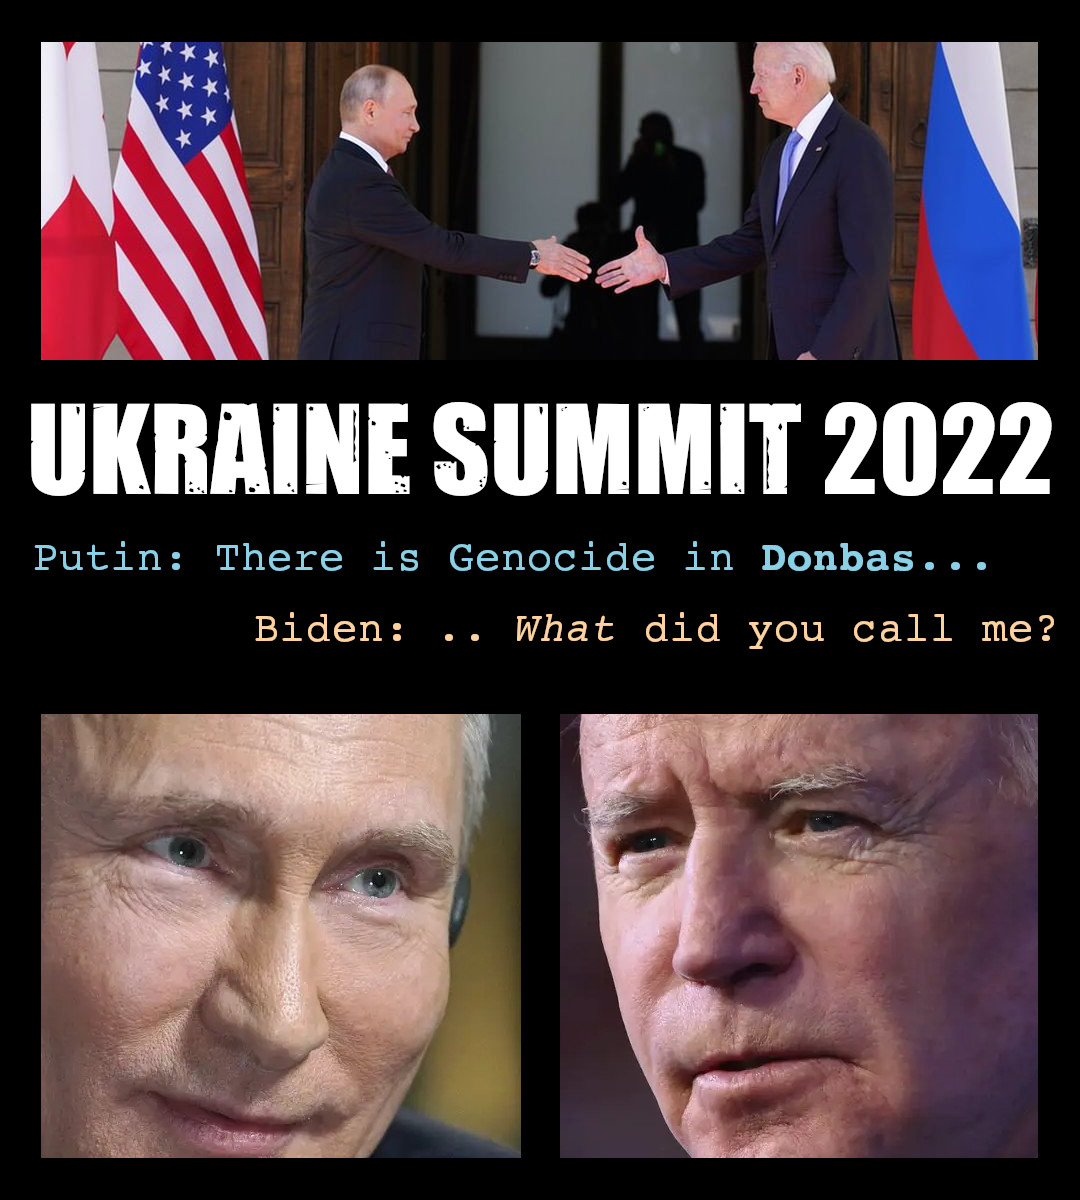 UKRAINE SUMMIT 2022
Putin: There is Genocide in Donbas...
Biden: .. What did you call me?